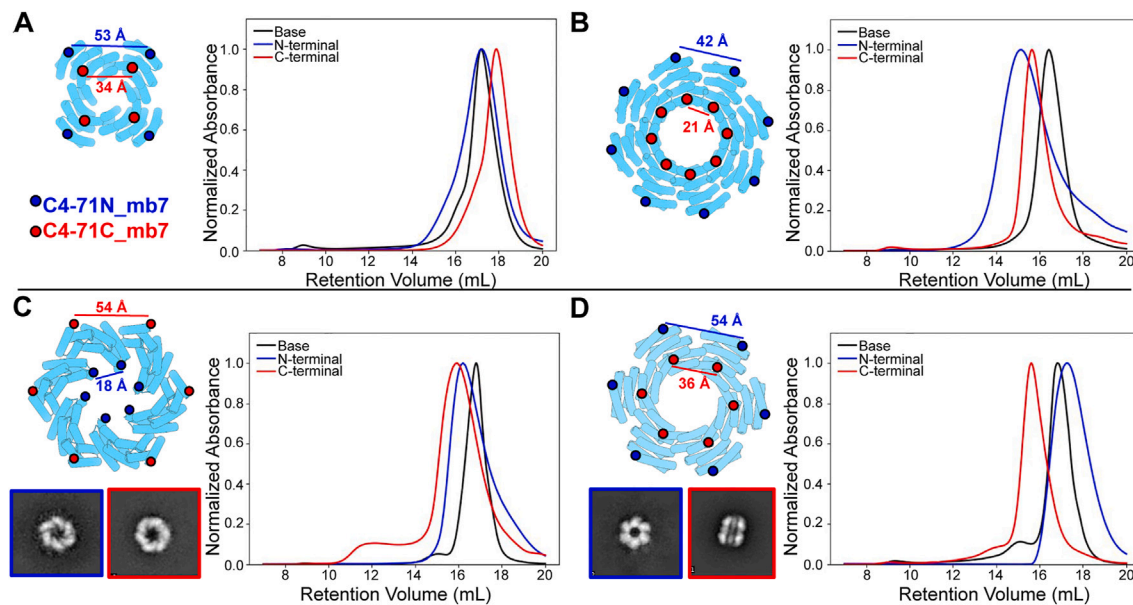 A
53 Å
34 Å
C4-71N_mb7
C4-71C_mb7
Base
N-terminal
C-terminal
Normalized Absorbance
1.0
0.8
0.6
0.4
0.2
0.0
8 10 12 14 16 18 20
Retention Volume (mL)
B
42 Å
21 Å
Base
N-terminal
C-terminal
Normalized Absorbance
1.0
0.8
0.6
0.4
0.2
0.0
8 10 12 14 16 18 20
Retention Volume (mL)
C
54 Å
18 Å
Base
N-terminal
C-terminal
Normalized Absorbance
1.0
0.8
0.6
0.4
0.2
0.0
8 10 12 14 16 18 20
Retention Volume (mL)
D
54 Å
36 Å
1
Base
N-terminal
C-terminal
Normalized Absorbance
1.0
0.8
0.6
0.4
0.2
0.0
8 10 12 14 16 18 20
Retention Volume (mL)